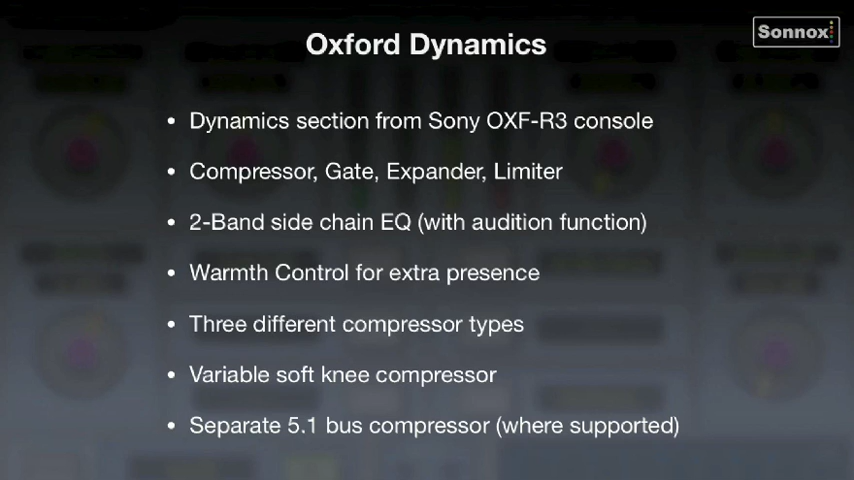 Sonnox
Oxford Dynamics
• Dynamics section from Sony OXF-R3 console
• Compressor, Gate, Expander, Limiter
• 2-Band side chain EQ (with audition function)
• Warmth Control for extra presence
• Three different compressor types
• Variable soft knee compressor
• Separate 5.1 bus compressor (where supported)